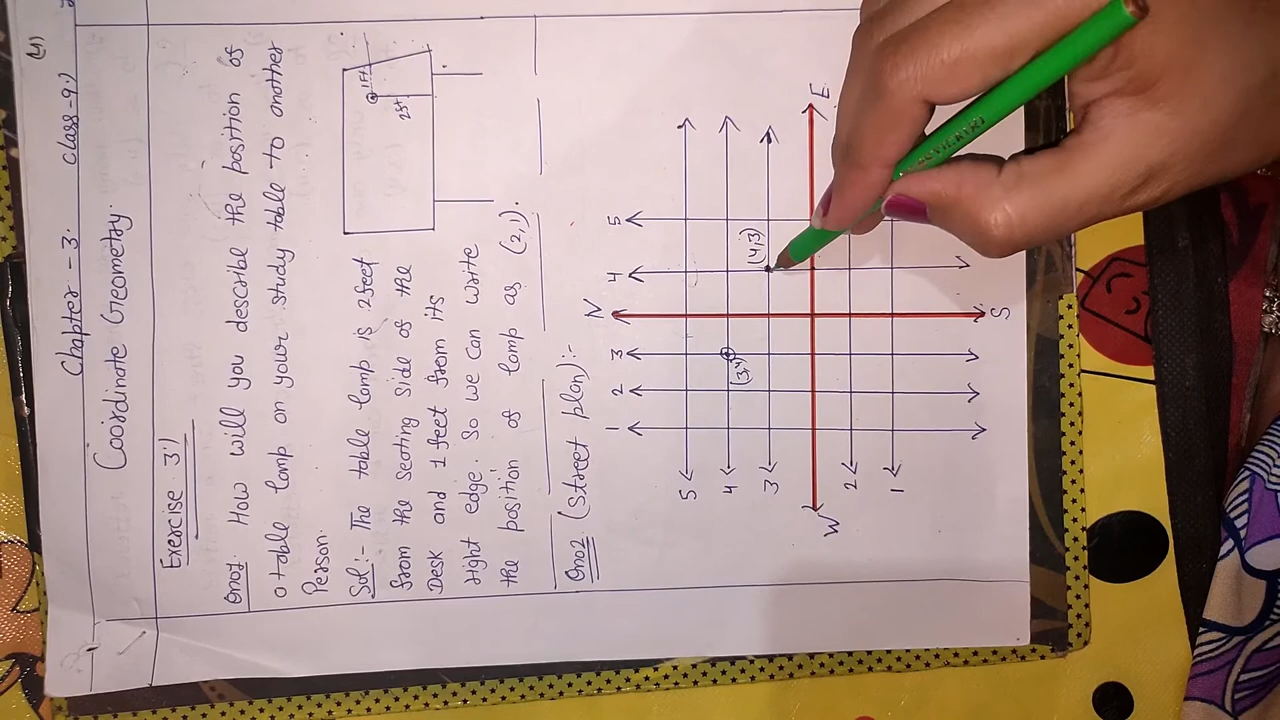 (4)
Chapter - 3. Class-9.)
Coordinate Geometry.
Exercise 3')
Qno1. How will you describe the position of
a table lamp on your study table to another
Person.
Sol:- The table lamp is 2 feet
from the seating side of the
Desk and 1 feet from its
right edge. So we can write
the position of lamp as (2,1).
1Ft
2ft
Qno2 (Street plan):-
N
1 2 3 4 5
5
4
(3,4)
3
(4,3)
W
E
2
1
S